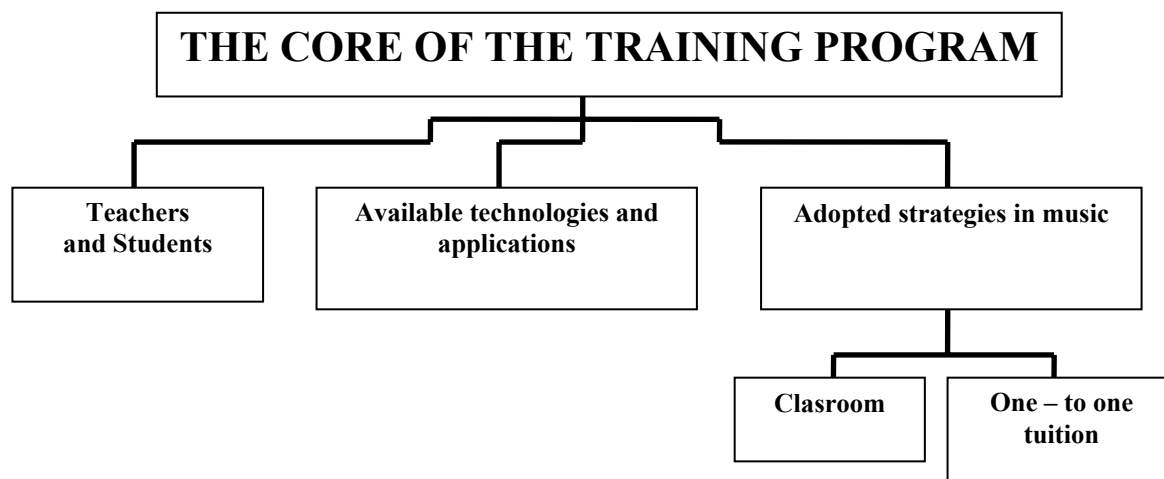 THE CORE OF THE TRAINING PROGRAM
Teachers
and Students
Available technologies and
applications
Adopted strategies in music
Clasroom
One – to one
tuition